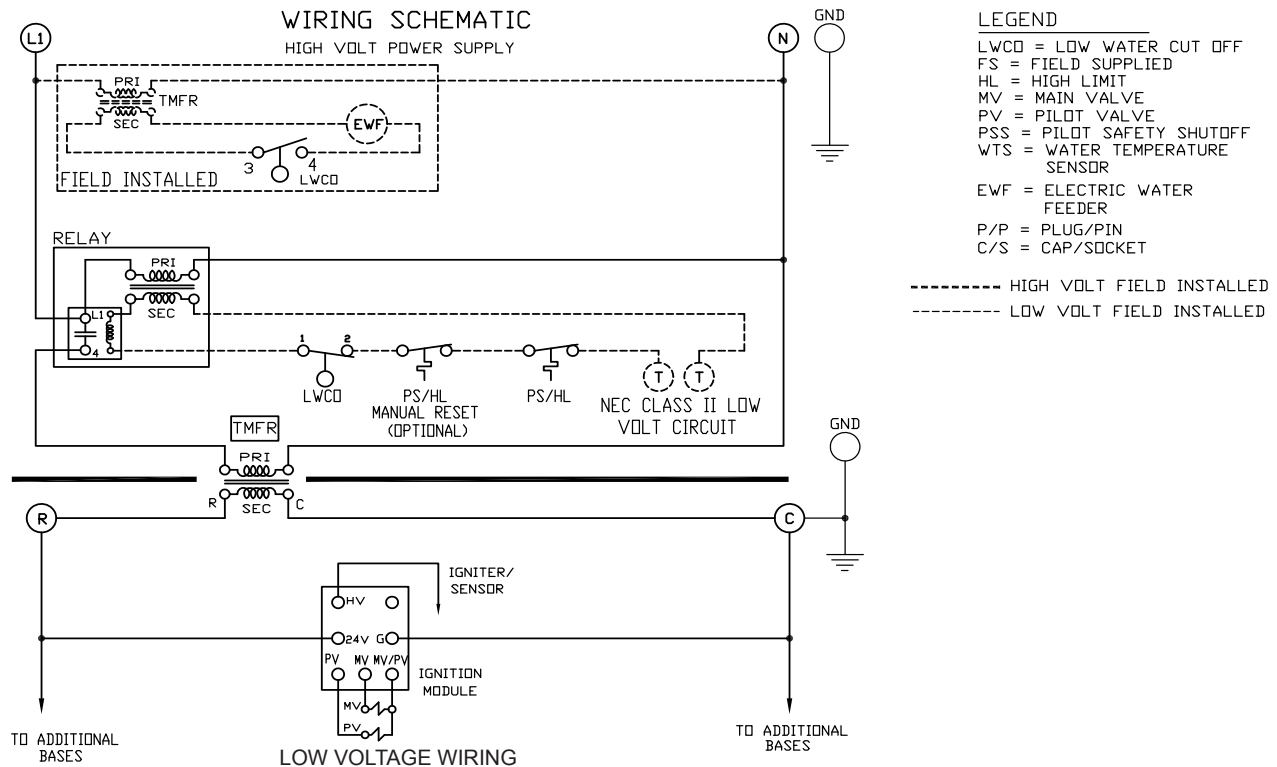 WIRING SCHEMATIC
HIGH VOLT POWER SUPPLY
L1
N
GND
LEGEND
LWCO = LOW WATER CUT OFF
FS = FIELD SUPPLIED
HL = HIGH LIMIT
MV = MAIN VALVE
PV = PILOT VALVE
PSS = PILOT SAFETY SHUTOFF
WTS = WATER TEMPERATURE
SENSOR
EWF = ELECTRIC WATER
FEEDER
P/P = PLUG/PIN
C/S = CAP/SOCKET
HIGH VOLT FIELD INSTALLED
LOW VOLT FIELD INSTALLED
PRI
TMFR
SEC
EWF
3
4
LWCO
FIELD INSTALLED
RELAY
PRI
SEC
L1
4
1
2
LWCO
PS/HL
MANUAL RESET
(OPTIONAL)
PS/HL
T
T
NEC CLASS II LOW
VOLT CIRCUIT
TMFR
PRI
R
SEC
C
GND
R
C
IGNITER/
SENSOR
HV
24V G
PV MV MV/PV
IGNITION
MODULE
MV
PV
TO ADDITIONAL
BASES
TO ADDITIONAL
BASES
LOW VOLTAGE WIRING